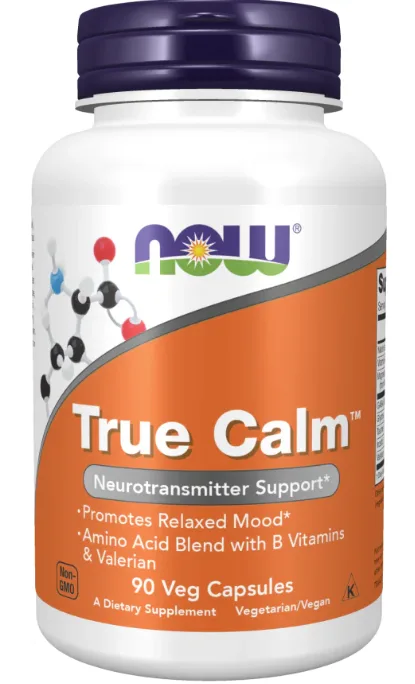 NOW®
True Calm™
Neurotransmitter Support*
•Promotes Relaxed Mood*
•Amino Acid Blend with B Vitamins
& Valerian
90 Veg Capsules
Non-
GMO
A Dietary Supplement Vegetarian/Vegan
K